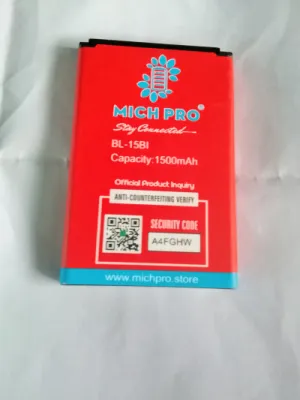 MICH PRO®
Stay Connected
BL-15BI
Capacity:1500mAh
Official Product Inquiry
ANTI-COUNTERFEITING VERIFY
SECURITY CODE
A4FGHW
www.michpro.store